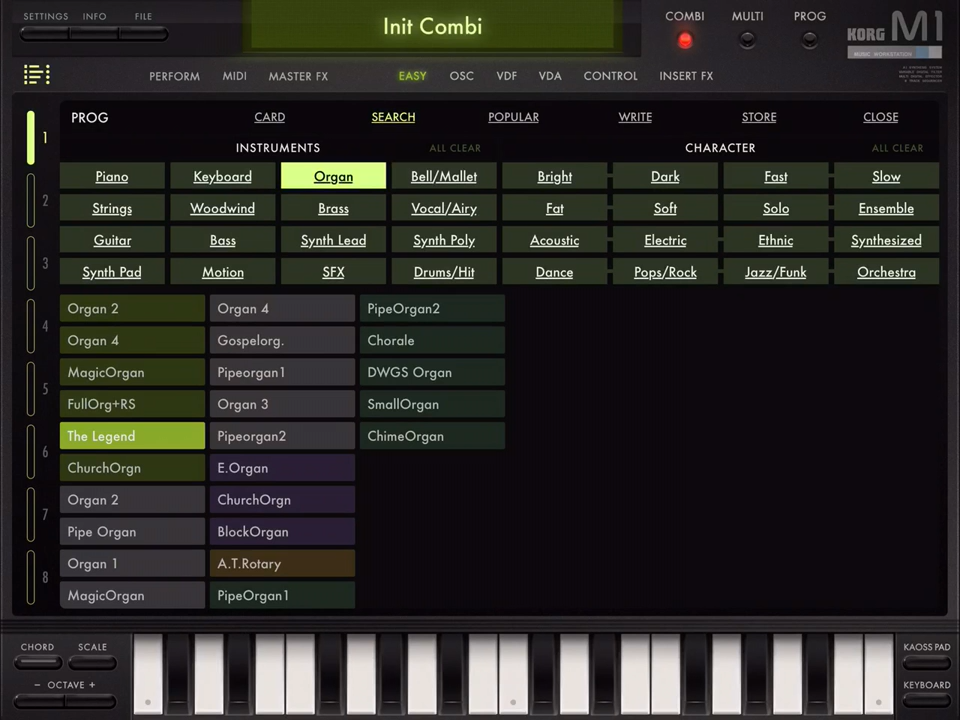 SETTINGS INFO FILE
Init Combi
COMBI MULTI PROG
KORG M1
MUSIC WORKSTATION
PERFORM MIDI MASTER FX EASY OSC VDF VDA CONTROL INSERT FX
1 PROG CARD SEARCH POPULAR WRITE STORE CLOSE
INSTRUMENTS ALL CLEAR CHARACTER ALL CLEAR
Piano Keyboard Organ Bell/Mallet Bright Dark Fast Slow
2 Strings Woodwind Brass Vocal/Airy Fat Soft Solo Ensemble
Guitar Bass Synth Lead Synth Poly Acoustic Electric Ethnic Synthesized
3 Synth Pad Motion SFX Drums/Hit Dance Pops/Rock Jazz/Funk Orchestra
Organ 2 Organ 4 PipeOrgan2
4 Organ 4 Gospelorg. Chorale
MagicOrgan Pipeorgan1 DWGS Organ
5 FullOrg+RS Organ 3 SmallOrgan
The Legend Pipeorgan2 ChimeOrgan
6 ChurchOrgn E.Organ
Organ 2 ChurchOrgn
7 Pipe Organ BlockOrgan
Organ 1 A.T.Rotary
8 MagicOrgan PipeOrgan1
CHORD SCALE KAOSS PAD
− OCTAVE + KEYBOARD